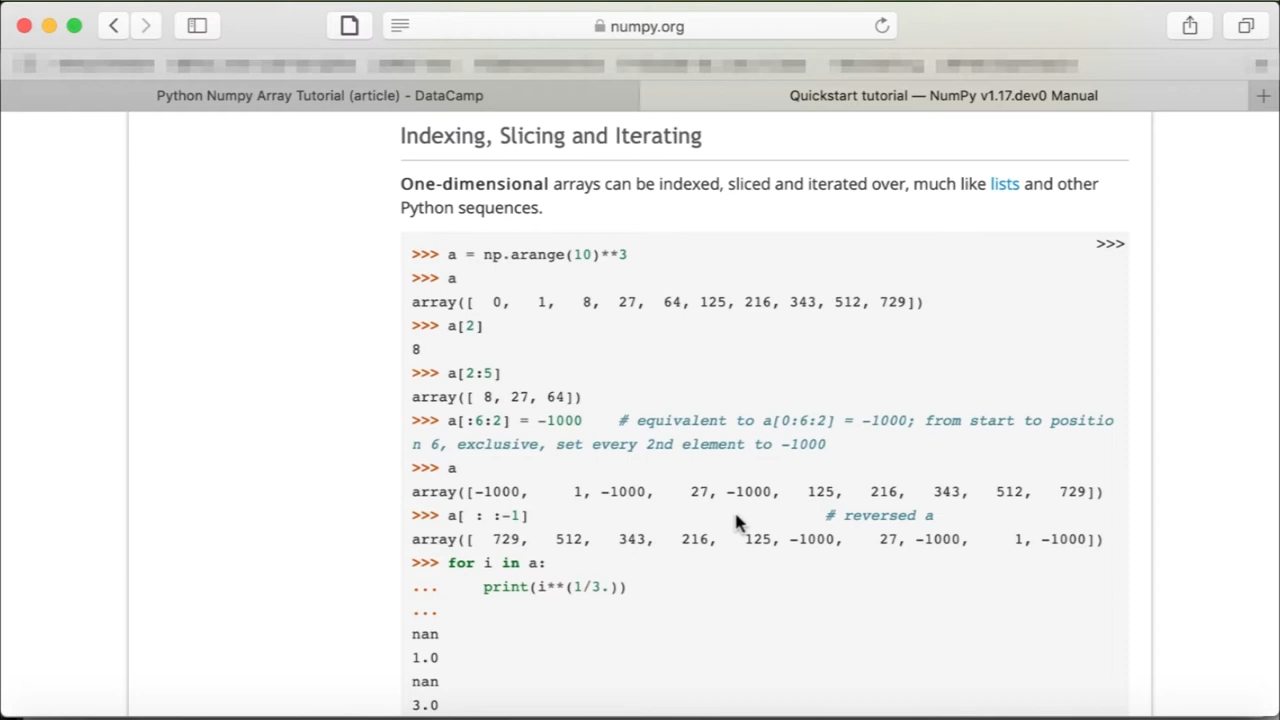 numpy.org
Python Numpy Array Tutorial (article) - DataCamp
Quickstart tutorial — NumPy v1.17.dev0 Manual
Indexing, Slicing and Iterating
One-dimensional arrays can be indexed, sliced and iterated over, much like lists and other
Python sequences.
>>>
>>> a = np.arange(10)**3
>>> a
array([  0,   1,   8,  27,  64, 125, 216, 343, 512, 729])
>>> a[2]
8
>>> a[2:5]
array([ 8, 27, 64])
>>> a[:6:2] = -1000    # equivalent to a[0:6:2] = -1000; from start to positio
n 6, exclusive, set every 2nd element to -1000
>>> a
array([-1000,     1, -1000,    27, -1000,   125,   216,   343,   512,   729])
>>> a[ : :-1]                                 # reversed a
array([  729,   512,   343,   216,   125, -1000,    27, -1000,     1, -1000])
>>> for i in a:
...     print(i**(1/3.))
...
nan
1.0
nan
3.0